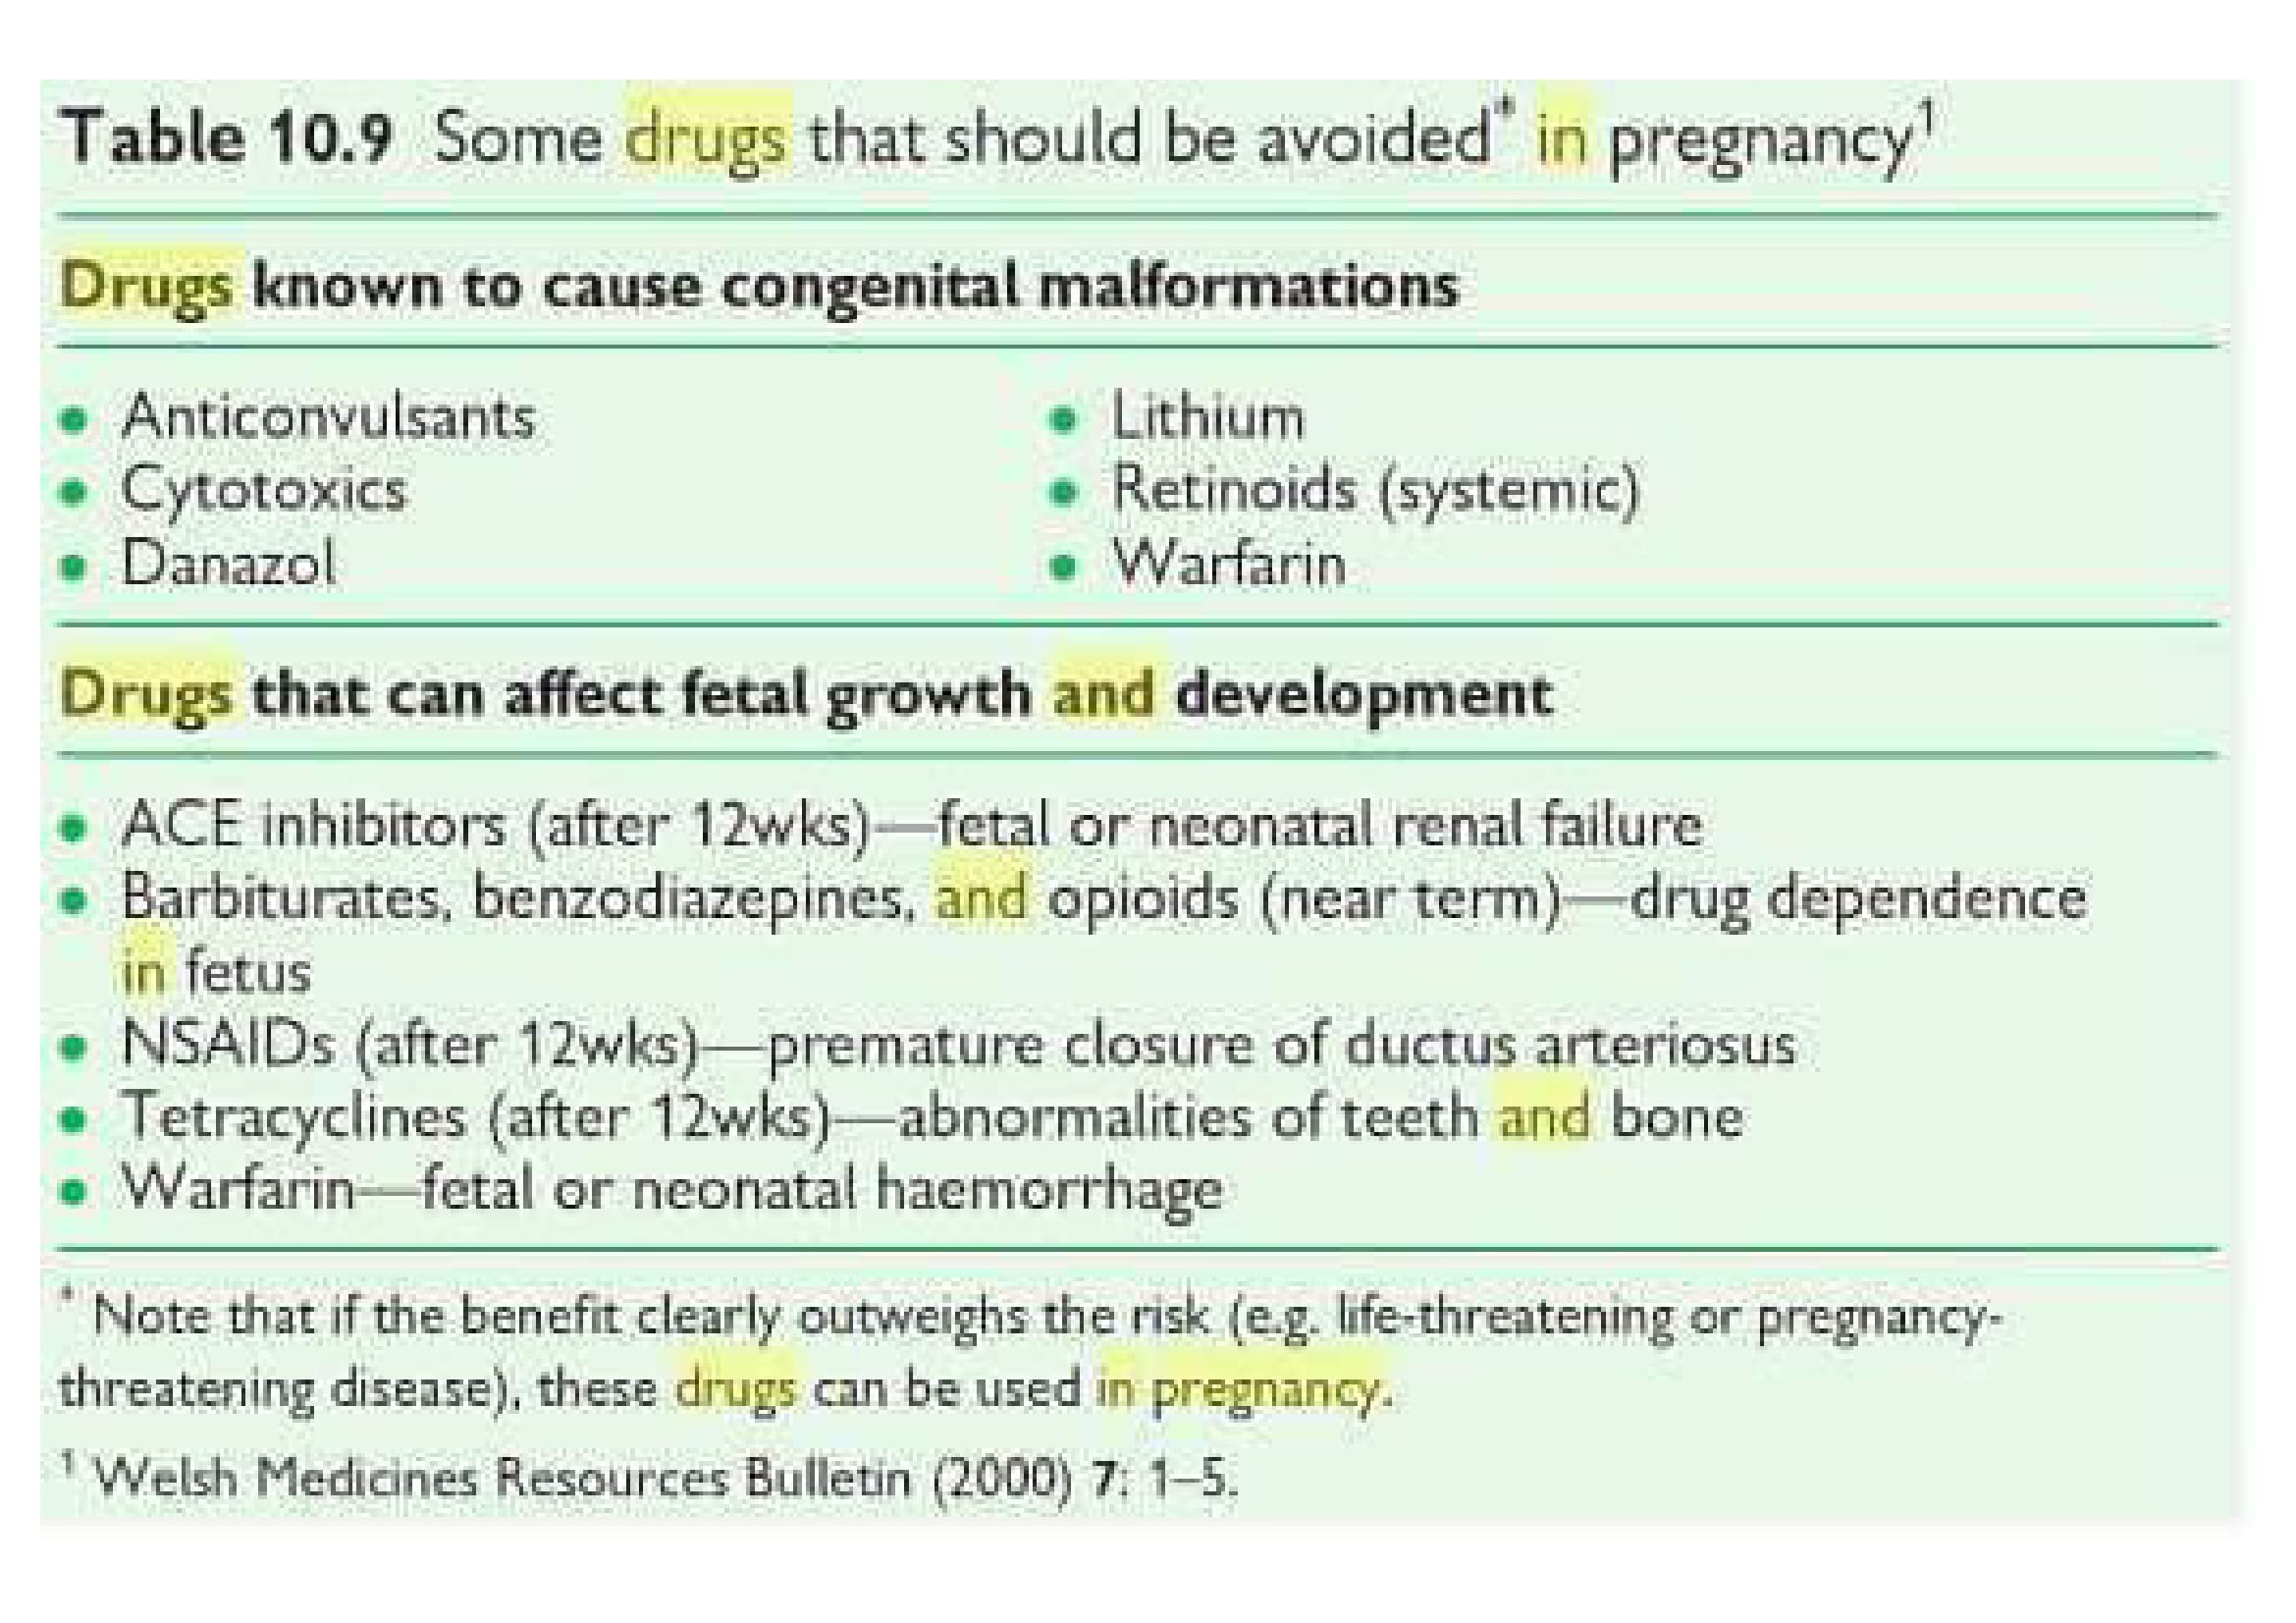 Table 10.9 Some drugs that should be avoided* in pregnancy¹
Drugs known to cause congenital malformations
• Anticonvulsants
• Cytotoxics
• Danazol
• Lithium
• Retinoids (systemic)
• Warfarin
Drugs that can affect fetal growth and development
• ACE inhibitors (after 12wks)—fetal or neonatal renal failure
• Barbiturates, benzodiazepines, and opioids (near term)—drug dependence
in fetus
• NSAIDs (after 12wks)—premature closure of ductus arteriosus
• Tetracyclines (after 12wks)—abnormalities of teeth and bone
• Warfarin—fetal or neonatal haemorrhage
* Note that if the benefit clearly outweighs the risk (e.g. life-threatening or pregnancy-
threatening disease), these drugs can be used in pregnancy.
¹ Welsh Medicines Resources Bulletin (2000) 7: 1–5.